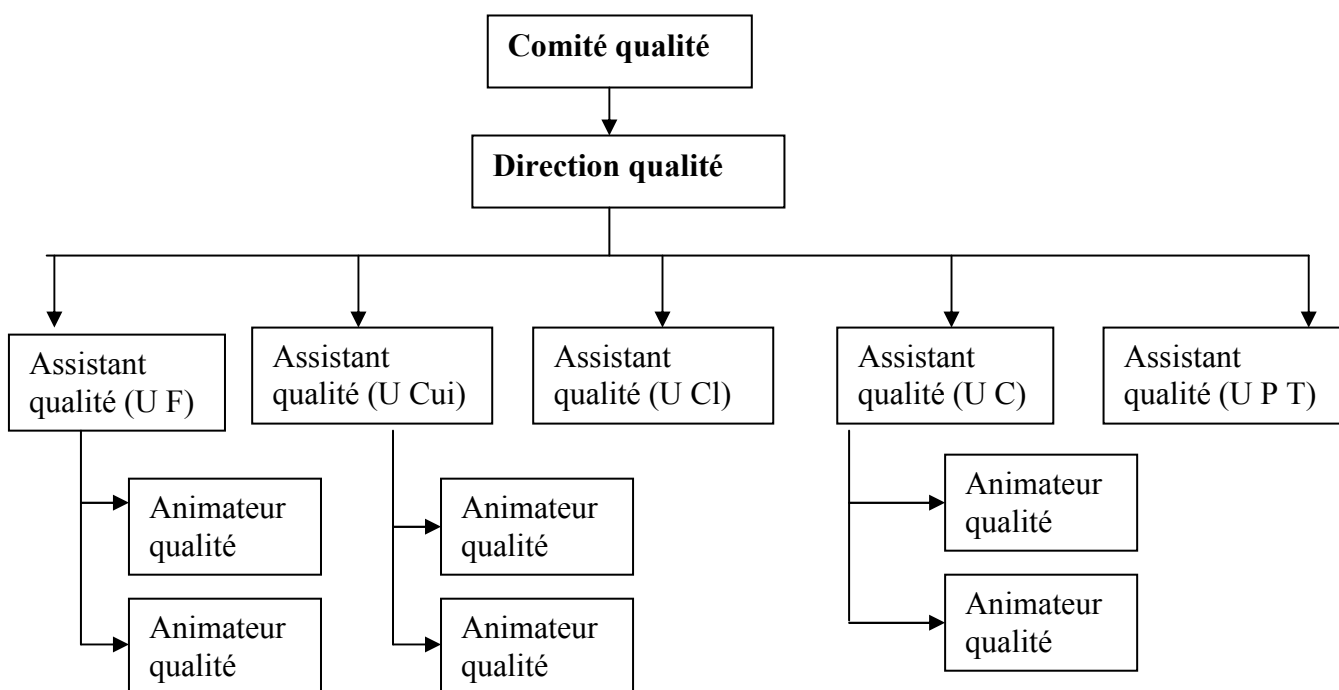 Comité qualité
Direction qualité
Assistant
qualité (U F)
Assistant
qualité (U Cui)
Assistant
qualité (U Cl)
Assistant
qualité (U C)
Assistant
qualité (U P T)
Animateur
qualité
Animateur
qualité
Animateur
qualité
Animateur
qualité
Animateur
qualité
Animateur
qualité